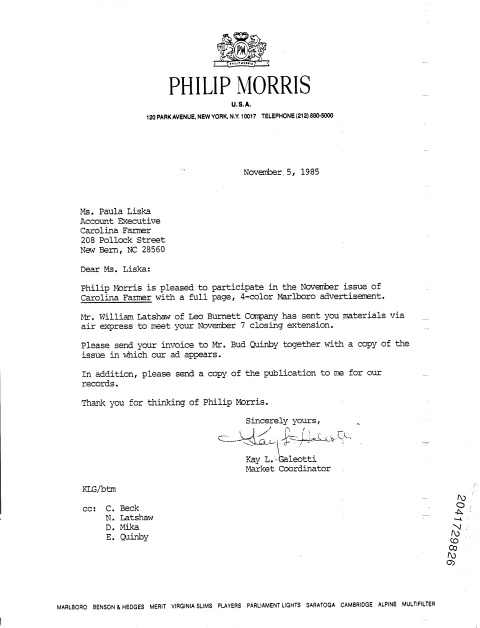 PM
PHILIP MORRIS
U.S.A.
120 PARK AVENUE, NEW YORK, N.Y. 10017 TELEPHONE (212) 880-5000
November 5, 1985
Ms. Paula Liska
Account Executive
Carolina Farmer
208 Pollock Street
New Bern, NC 28560
Dear Ms. Liska:
Philip Morris is pleased to participate in the November issue of
Carolina Farmer with a full page, 4-color Marlboro advertisement.
Mr. William Latshaw of Leo Burnett Company has sent you materials via
air express to meet your November 7 closing extension.
Please send your invoice to Mr. Bud Quinby together with a copy of the
issue in which our ad appears.
In addition, please send a copy of the publication to me for our
records.
Thank you for thinking of Philip Morris.
Sincerely yours,
Kay L. Galeotti
Kay L. Galeotti
Market Coordinator
KLG/btm
cc: C. Beck
N. Latshaw
D. Mika
E. Quinby
2041729826
MARLBORO BENSON & HEDGES MERIT VIRGINIA SLIMS PLAYERS PARLIAMENT LIGHTS SARATOGA CAMBRIDGE ALPINE MULTIFILTER